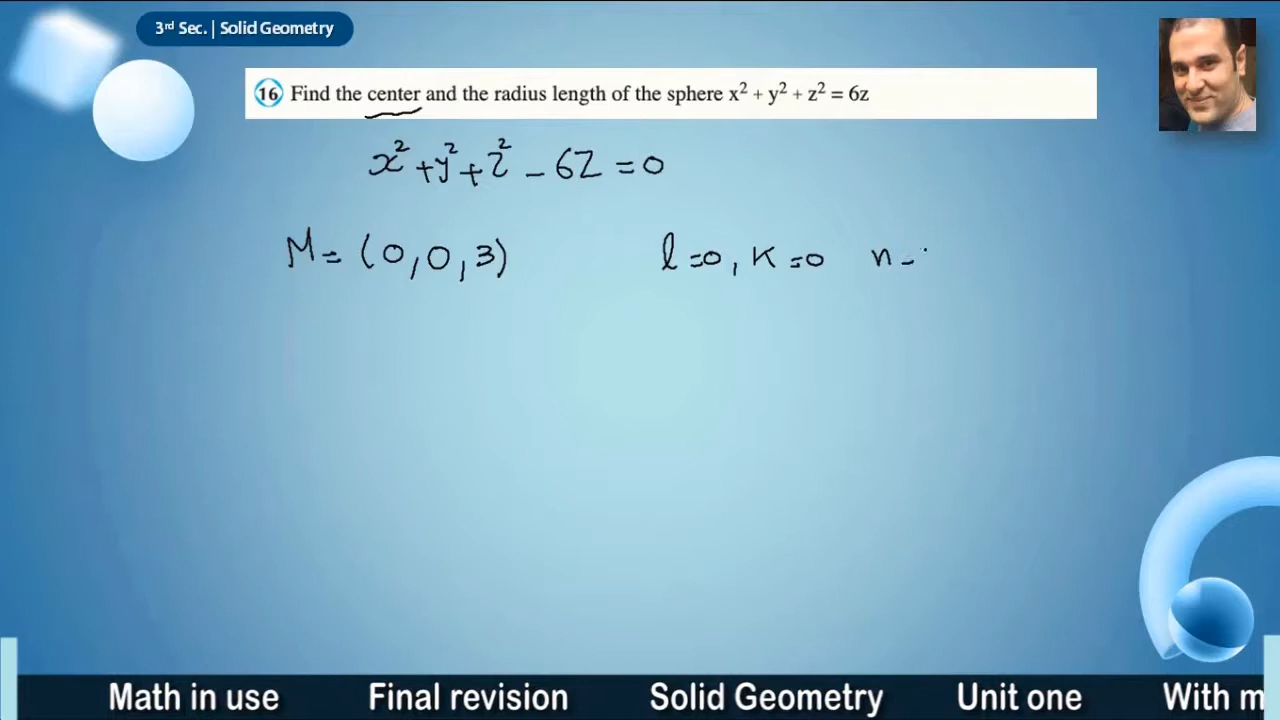 3rd Sec. | Solid Geometry
16 Find the center and the radius length of the sphere x² + y² + z² = 6z
x² + y² + z² - 6z = 0
M = (0, 0, 3) l = 0, K = 0 n =
Math in use Final revision Solid Geometry Unit one With m